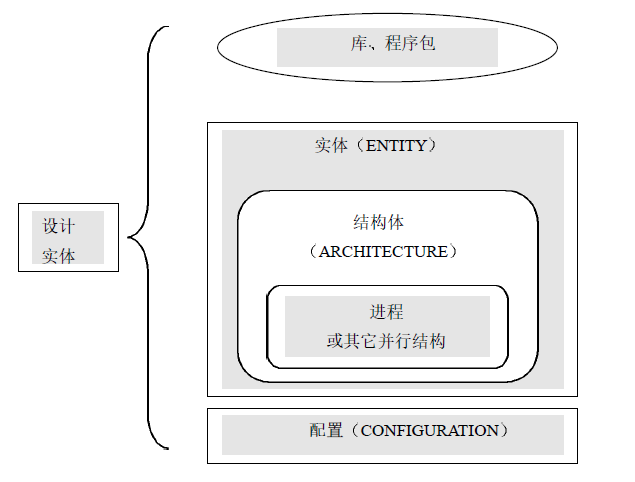 库、程序包
实体（ENTITY）
设计
实体
结构体
（ARCHITECTURE）
进程
或其它并行结构
配置（CONFIGURATION）